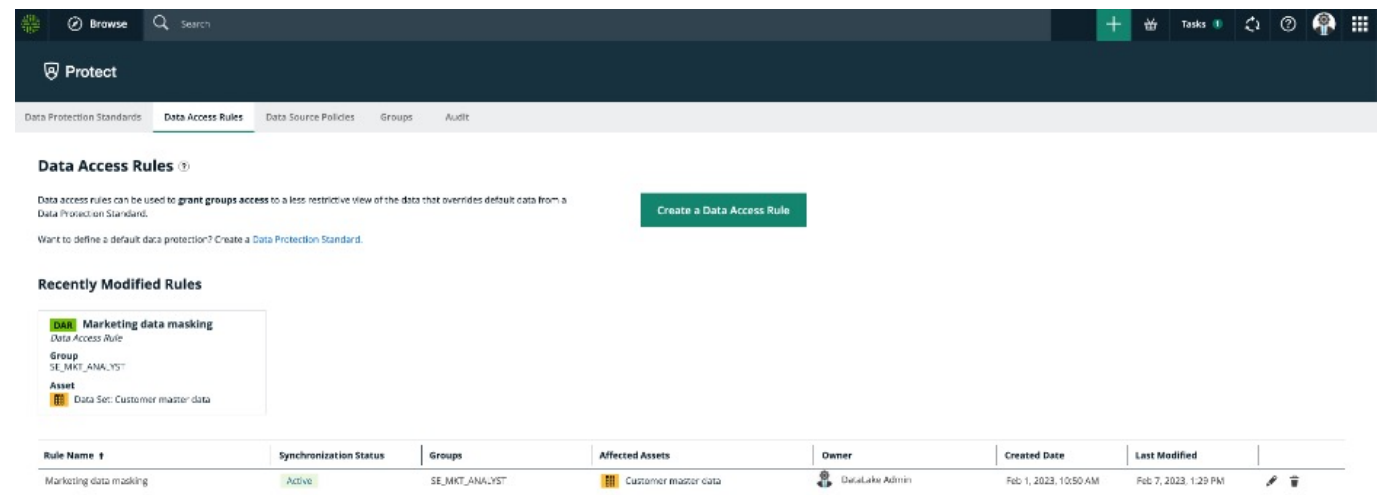 Browse
Search
Tasks 1
Protect
Data Protection Standards Data Access Rules Data Source Policies Groups Audit
Data Access Rules
Data access rules can be used to grant groups access to a less restrictive view of the data that overrides default data from a
Data Protection Standard.
Create a Data Access Rule
Want to define a default data protection? Create a Data Protection Standard.
Recently Modified Rules
DAR Marketing data masking
Data Access Rule
Group
SE_MKT_ANALYST
Asset
Data Set: Customer master data
Rule Name ↑ Synchronization Status Groups Affected Assets Owner Created Date Last Modified
Marketing data masking Active SE_MKT_ANALYST Customer master data DataLake Admin Feb 1, 2023, 10:50 AM Feb 7, 2023, 1:29 PM